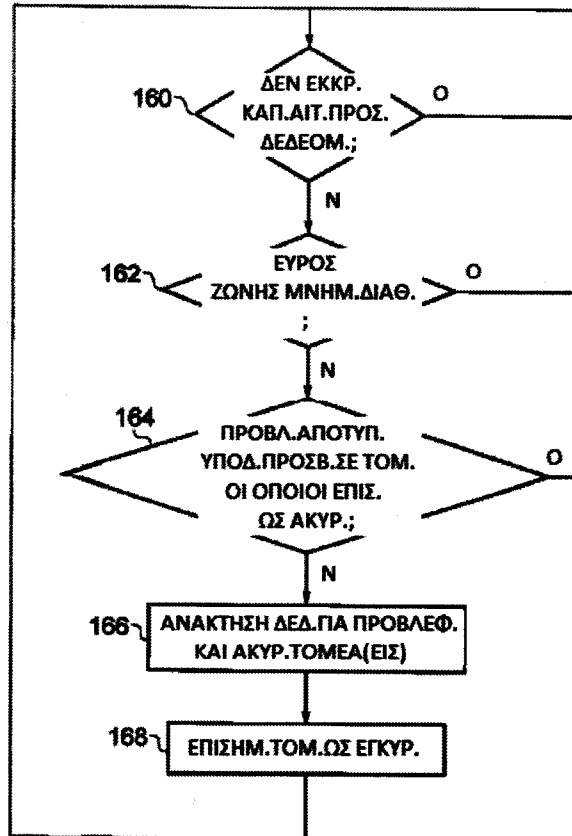 160
ΔΕΝ ΕΚΚΡ.
ΚΑΠ.ΑΙΤ.ΠΡΟΣ.
ΔΕΔΕΟΜ.;
Ο
Ν
162
ΕΥΡΟΣ
ΖΩΝΗΣ ΜΝΗΜ.ΔΙΑΘ.
;
Ο
Ν
164
ΠΡΟΒΛ.ΑΠΟΤΥΠ.
ΥΠΟΔ.ΠΡΟΣΒ.ΣΕ ΤΟΜ.
ΟΙ ΟΠΟΙΟΙ ΕΠΙΣ.
ΩΣ ΑΚΥΡ.;
Ο
Ν
166
ΑΝΑΚΤΗΣΗ ΔΕΔ.ΓΙΑ ΠΡΟΒΛΕΦ.
ΚΑΙ ΑΚΥΡ.ΤΟΜΕΑ(ΕΙΣ)
168
ΕΠΙΣΗΜ.ΤΟΜ.ΩΣ ΕΓΚΥΡ.